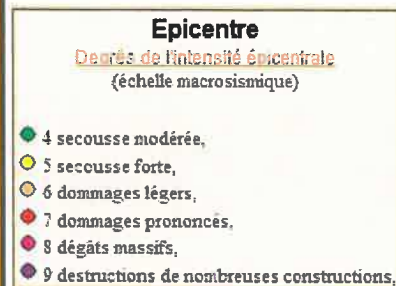 Epicentre
Degrés de l'intensité épicentrale
(échelle macrosismique)
4 secousse modérée,
5 secousse forte,
6 dommages légers,
7 dommages prononcés,
8 dégâts massifs,
9 destructions de nombreuses constructions,